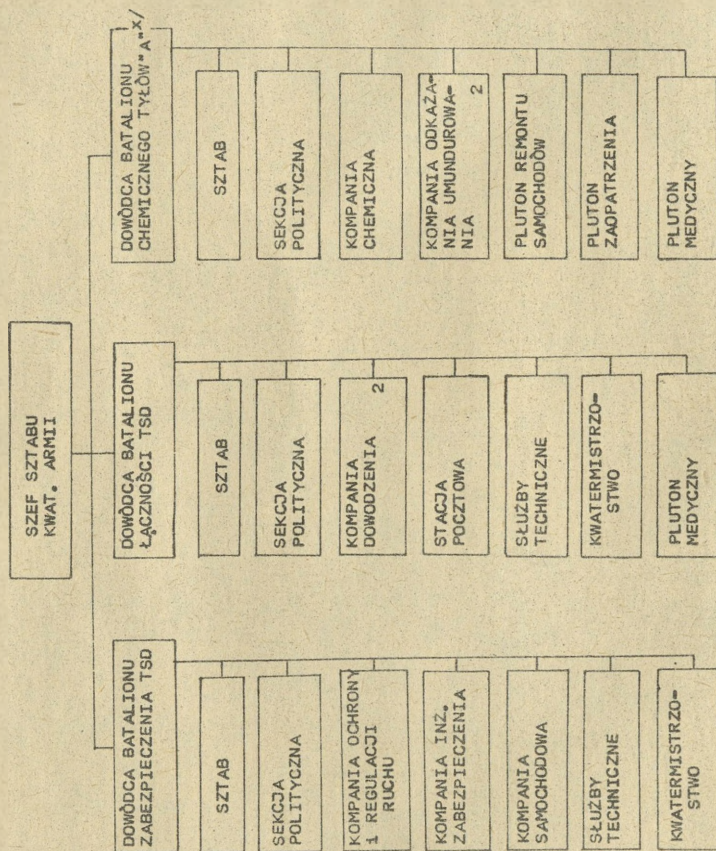 SZEF SZTABU
KWAT. ARMII
DOWÓDCA BATALIONU
ZABEZPIECZENIA TSD
SZTAB
SEKCJA
POLITYCZNA
KOMPANIA OCHRONY
i REGULACJI
RUCHU
KOMPANIA INŻ.
ZABEZPIECZENIA
KOMPANIA
SAMOCHODOWA
SŁUŻBY
TECHNICZNE
KWATERMISTRZO-
STWO
DOWÓDCA BATALIONU
ŁĄCZNOŚCI TSD
SZTAB
SEKCJA
POLITYCZNA
KOMPANIA
DOWODZENIA
2
STACJA
POCZTOWA
SŁUŻBY
TECHNICZNE
KWATERMISTRZO-
STWO
PLUTON
MEDYCZNY
DOWÓDCA BATALIONU
CHEMICZNEGO TYŁÓW"A"x/
SZTAB
SEKCJA
POLITYCZNA
KOMPANIA
CHEMICZNA
KOMPANIA ODKAŻA-
NIA UMUNDUROWA-
NIA 2
PLUTON REMONTU
SAMOCHODÓW
PLUTON
ZAOPATRZENIA
PLUTON
MEDYCZNY